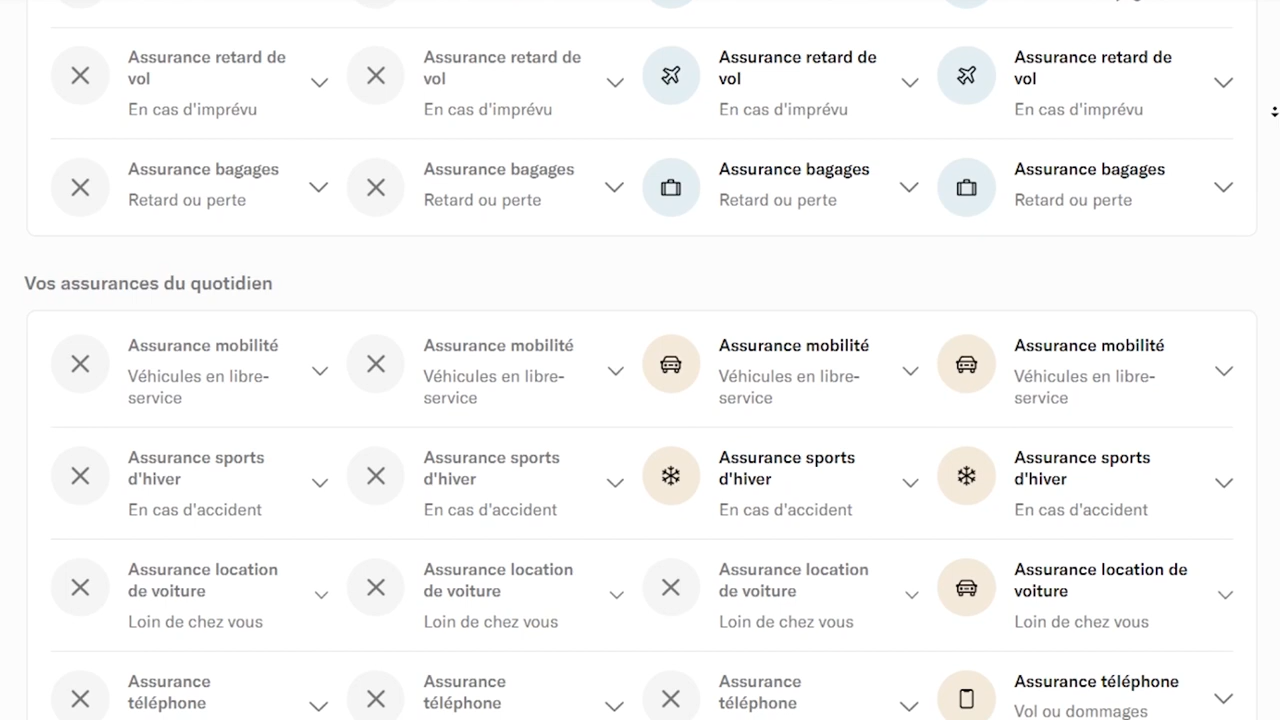 Assurance retard de vol
En cas d'imprévu
Assurance retard de vol
En cas d'imprévu
Assurance retard de vol
En cas d'imprévu
Assurance retard de vol
En cas d'imprévu
Assurance bagages
Retard ou perte
Assurance bagages
Retard ou perte
Assurance bagages
Retard ou perte
Assurance bagages
Retard ou perte
Vos assurances du quotidien
Assurance mobilité
Véhicules en libre-
service
Assurance mobilité
Véhicules en libre-
service
Assurance mobilité
Véhicules en libre-
service
Assurance mobilité
Véhicules en libre-
service
Assurance sports
d'hiver
En cas d'accident
Assurance sports
d'hiver
En cas d'accident
Assurance sports
d'hiver
En cas d'accident
Assurance sports
d'hiver
En cas d'accident
Assurance location
de voiture
Loin de chez vous
Assurance location
de voiture
Loin de chez vous
Assurance location
de voiture
Loin de chez vous
Assurance location de
voiture
Loin de chez vous
Assurance
téléphone
Assurance
téléphone
Assurance
téléphone
Assurance téléphone
Vol ou dommages